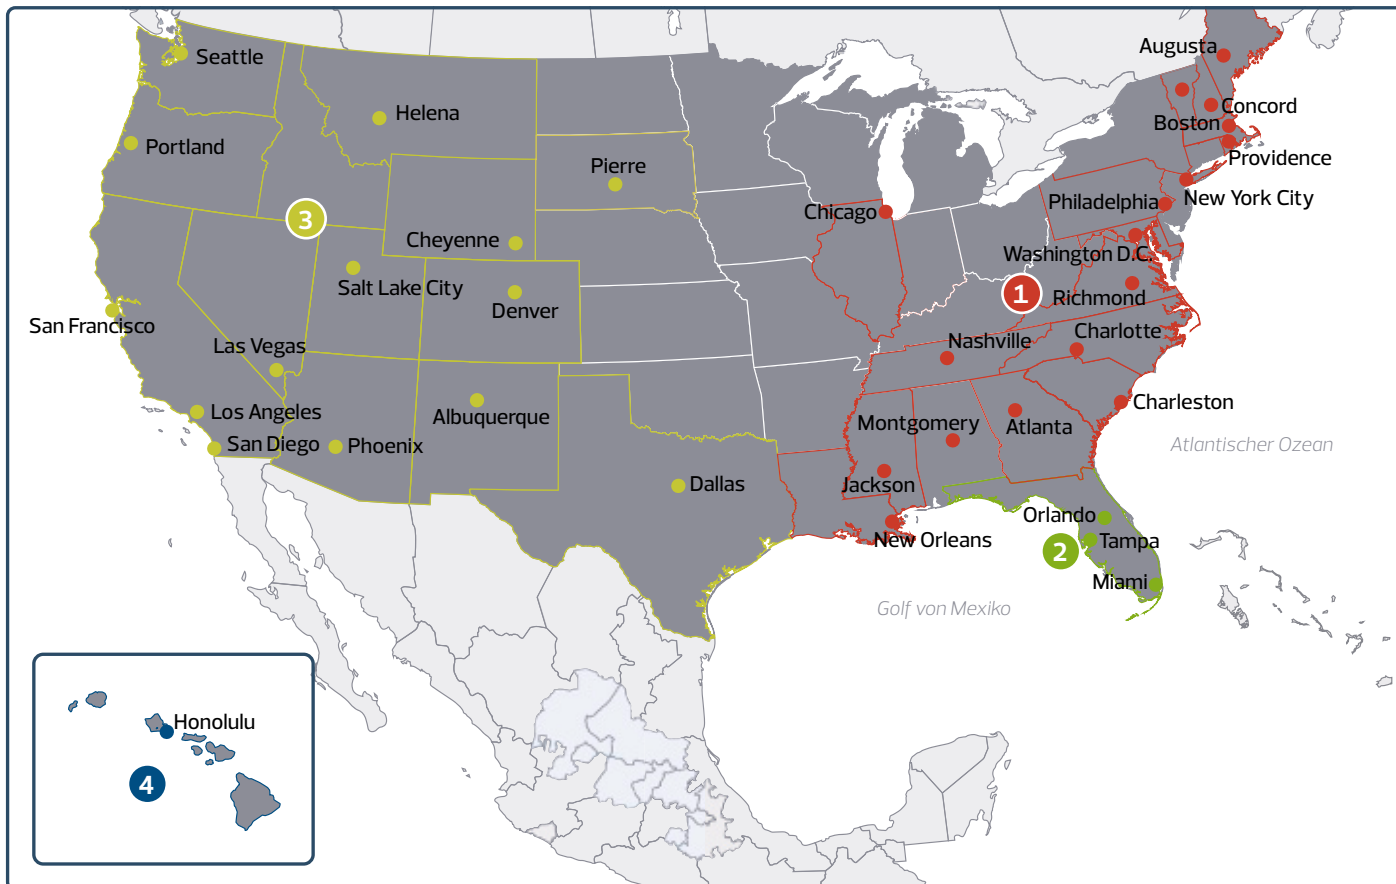 Augusta
Seattle
Helena
Concord
Boston
Portland
Providence
Pierre
New York City
Philadelphia
Chicago
3
Cheyenne
Washington D.C.
Salt Lake City
1
Richmond
Denver
San Francisco
Charlotte
Nashville
Las Vegas
Charleston
Los Angeles
Albuquerque
Montgomery
Atlanta
San Diego
Phoenix
Atlantischer Ozean
Dallas
Jackson
Orlando
New Orleans
Tampa
2
Miami
Golf von Mexiko
Honolulu
4